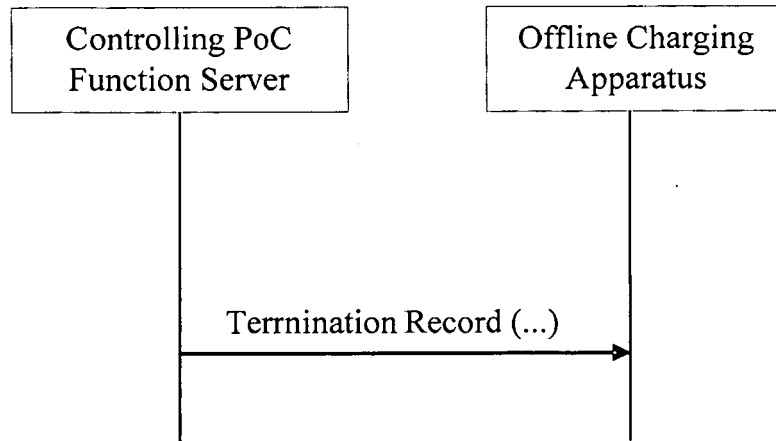 Controlling PoC
Function Server
Offline Charging
Apparatus
Terrnination Record (...)